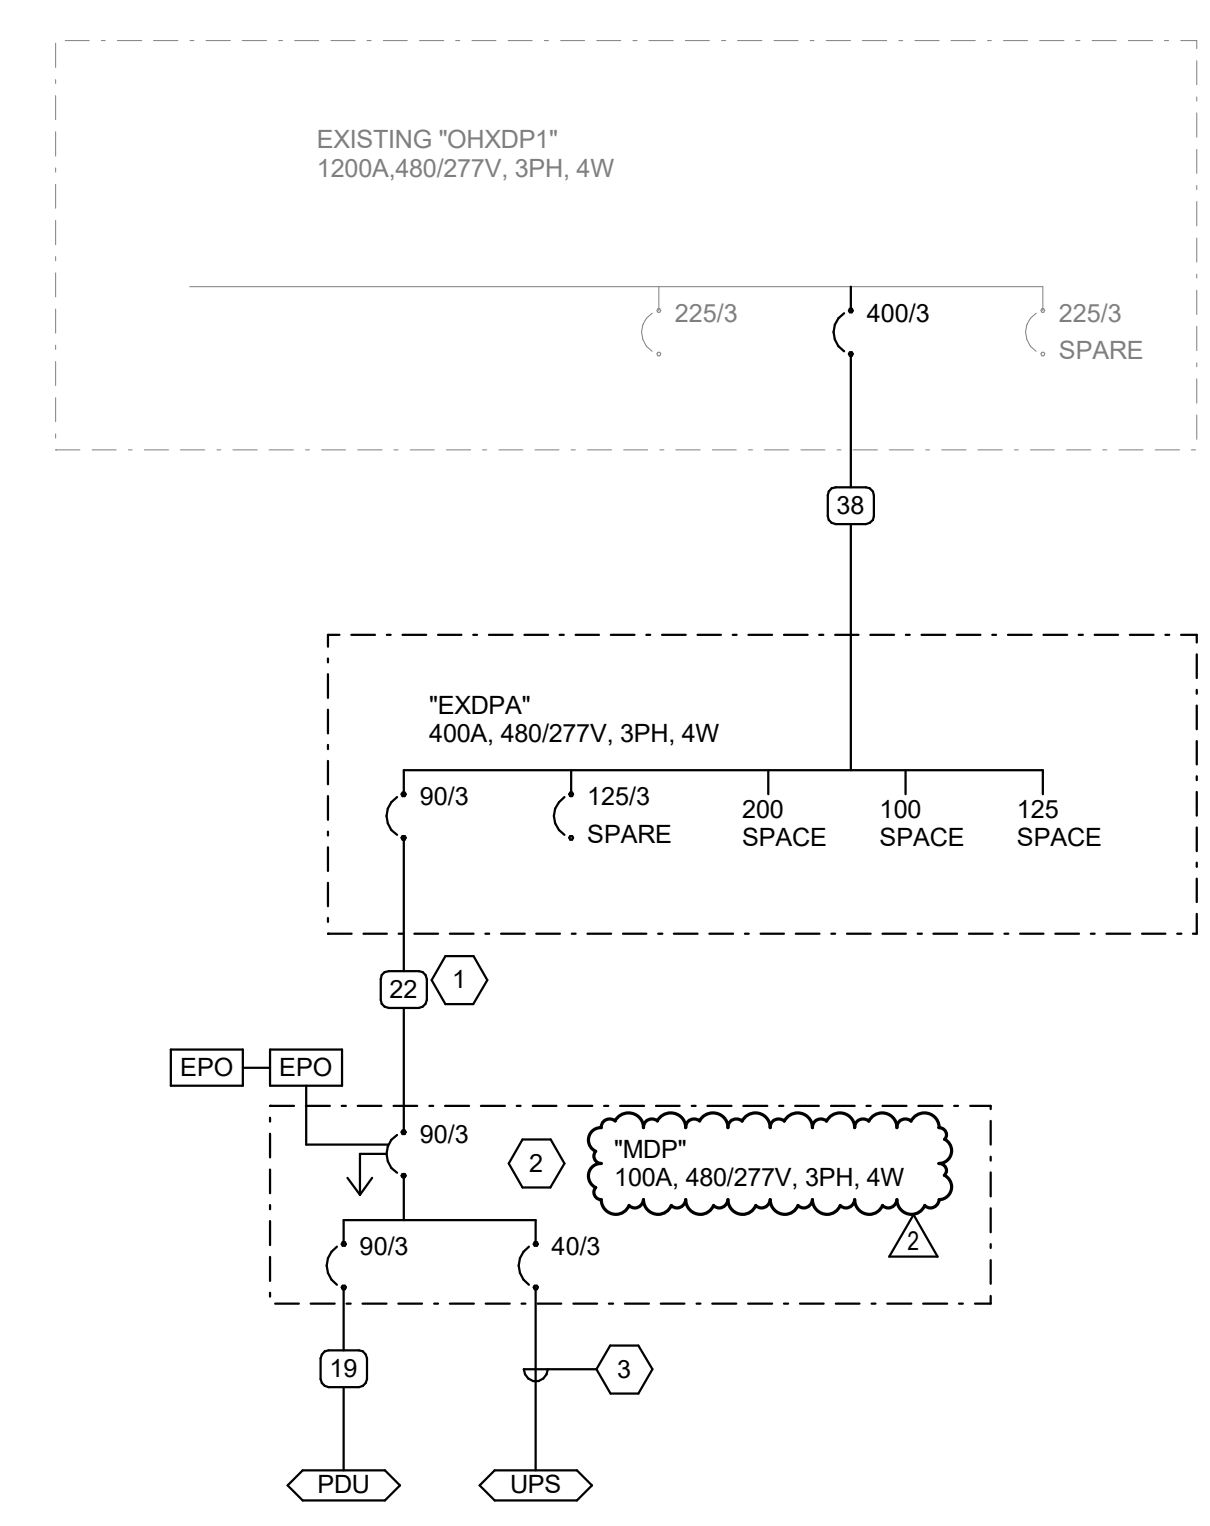 EXISTING "OHXDP1"
1200A,480/277V, 3PH, 4W
225/3
400/3
225/3
SPARE
38
"EXDPA"
400A, 480/277V, 3PH, 4W
90/3
125/3
SPARE
200
SPACE
100
SPACE
125
SPACE
22
1
EPO
EPO
90/3
2
"MDP"
100A, 480/277V, 3PH, 4W
2
90/3
40/3
19
3
PDU
UPS